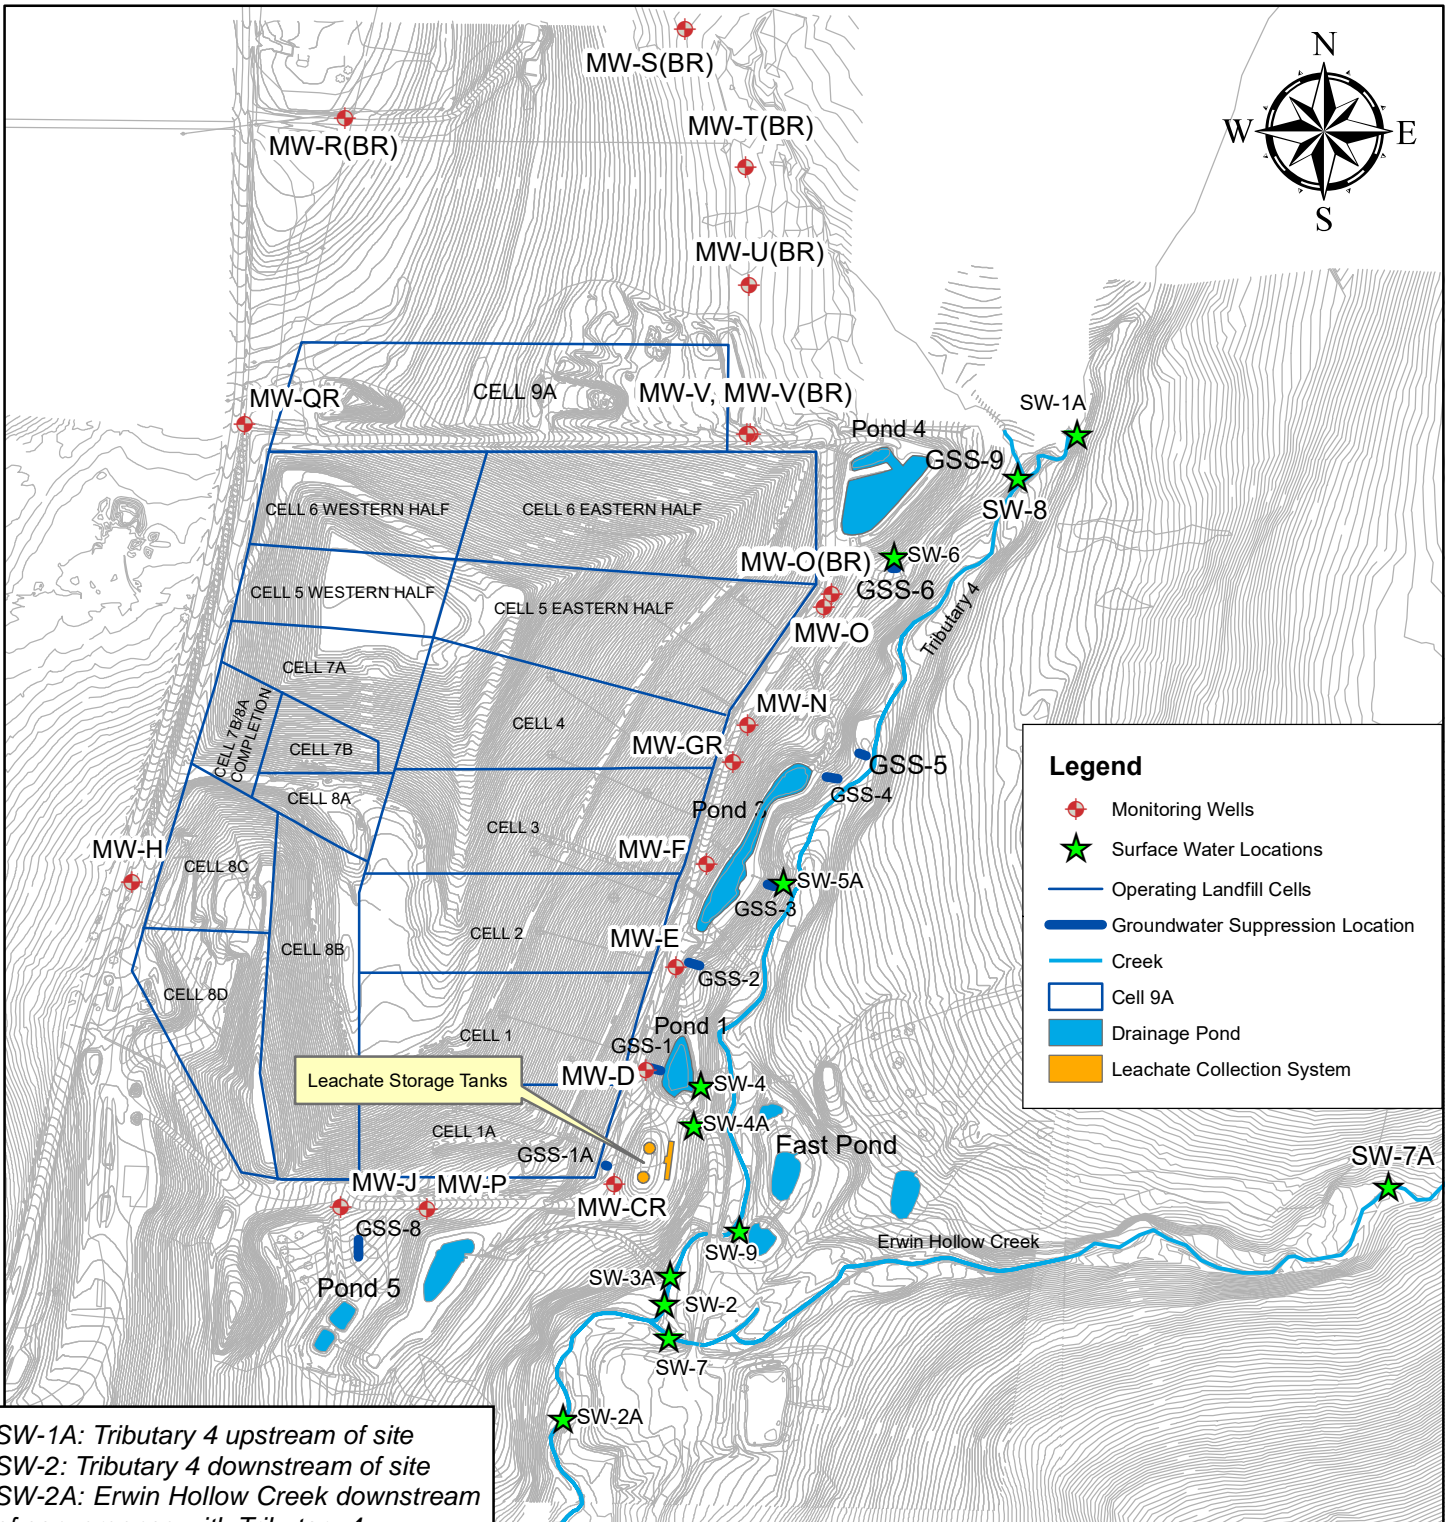 MW-S(BR)
N
MW-T(BR)
W
E
MW-R(BR)
S
MW-U(BR)
CELL 9A
MW-V, MW-V(BR)
MW-QR
SW-1A
Pond 4
GSS-9
CELL 6 WESTERN HALF
CELL 6 EASTERN HALF
SW-8
MW-O(BR)
SW-6
GSS-6
CELL 5 WESTERN HALF
CELL 5 EASTERN HALF
MW-O
Tributary 4
CELL 7A
CELL 7B/8A
COMPLETION
CELL 4
MW-N
CELL 7B
MW-GR
GSS-5
CELL 8A
GSS-4
Pond 3
CELL 3
MW-H
MW-F
CELL 8C
SW-5A
GSS-3
CELL 2
MW-E
CELL 8B
GSS-2
CELL 8D
Pond 1
CELL 1
GSS-1
MW-D
Leachate Storage Tanks
SW-4
SW-4A
CELL 1A
East Pond
GSS-1A
SW-7A
MW-J
MW-P
MW-CR
GSS-8
SW-9
Erwin Hollow Creek
SW-3A
Pond 5
SW-2
SW-7
SW-2A
Legend
Monitoring Wells
Surface Water Locations
Operating Landfill Cells
Groundwater Suppression Location
Creek
Cell 9A
Drainage Pond
Leachate Collection System
SW-1A: Tributary 4 upstream of site
SW-2: Tributary 4 downstream of site
SW-2A: Erwin Hollow Creek downstream